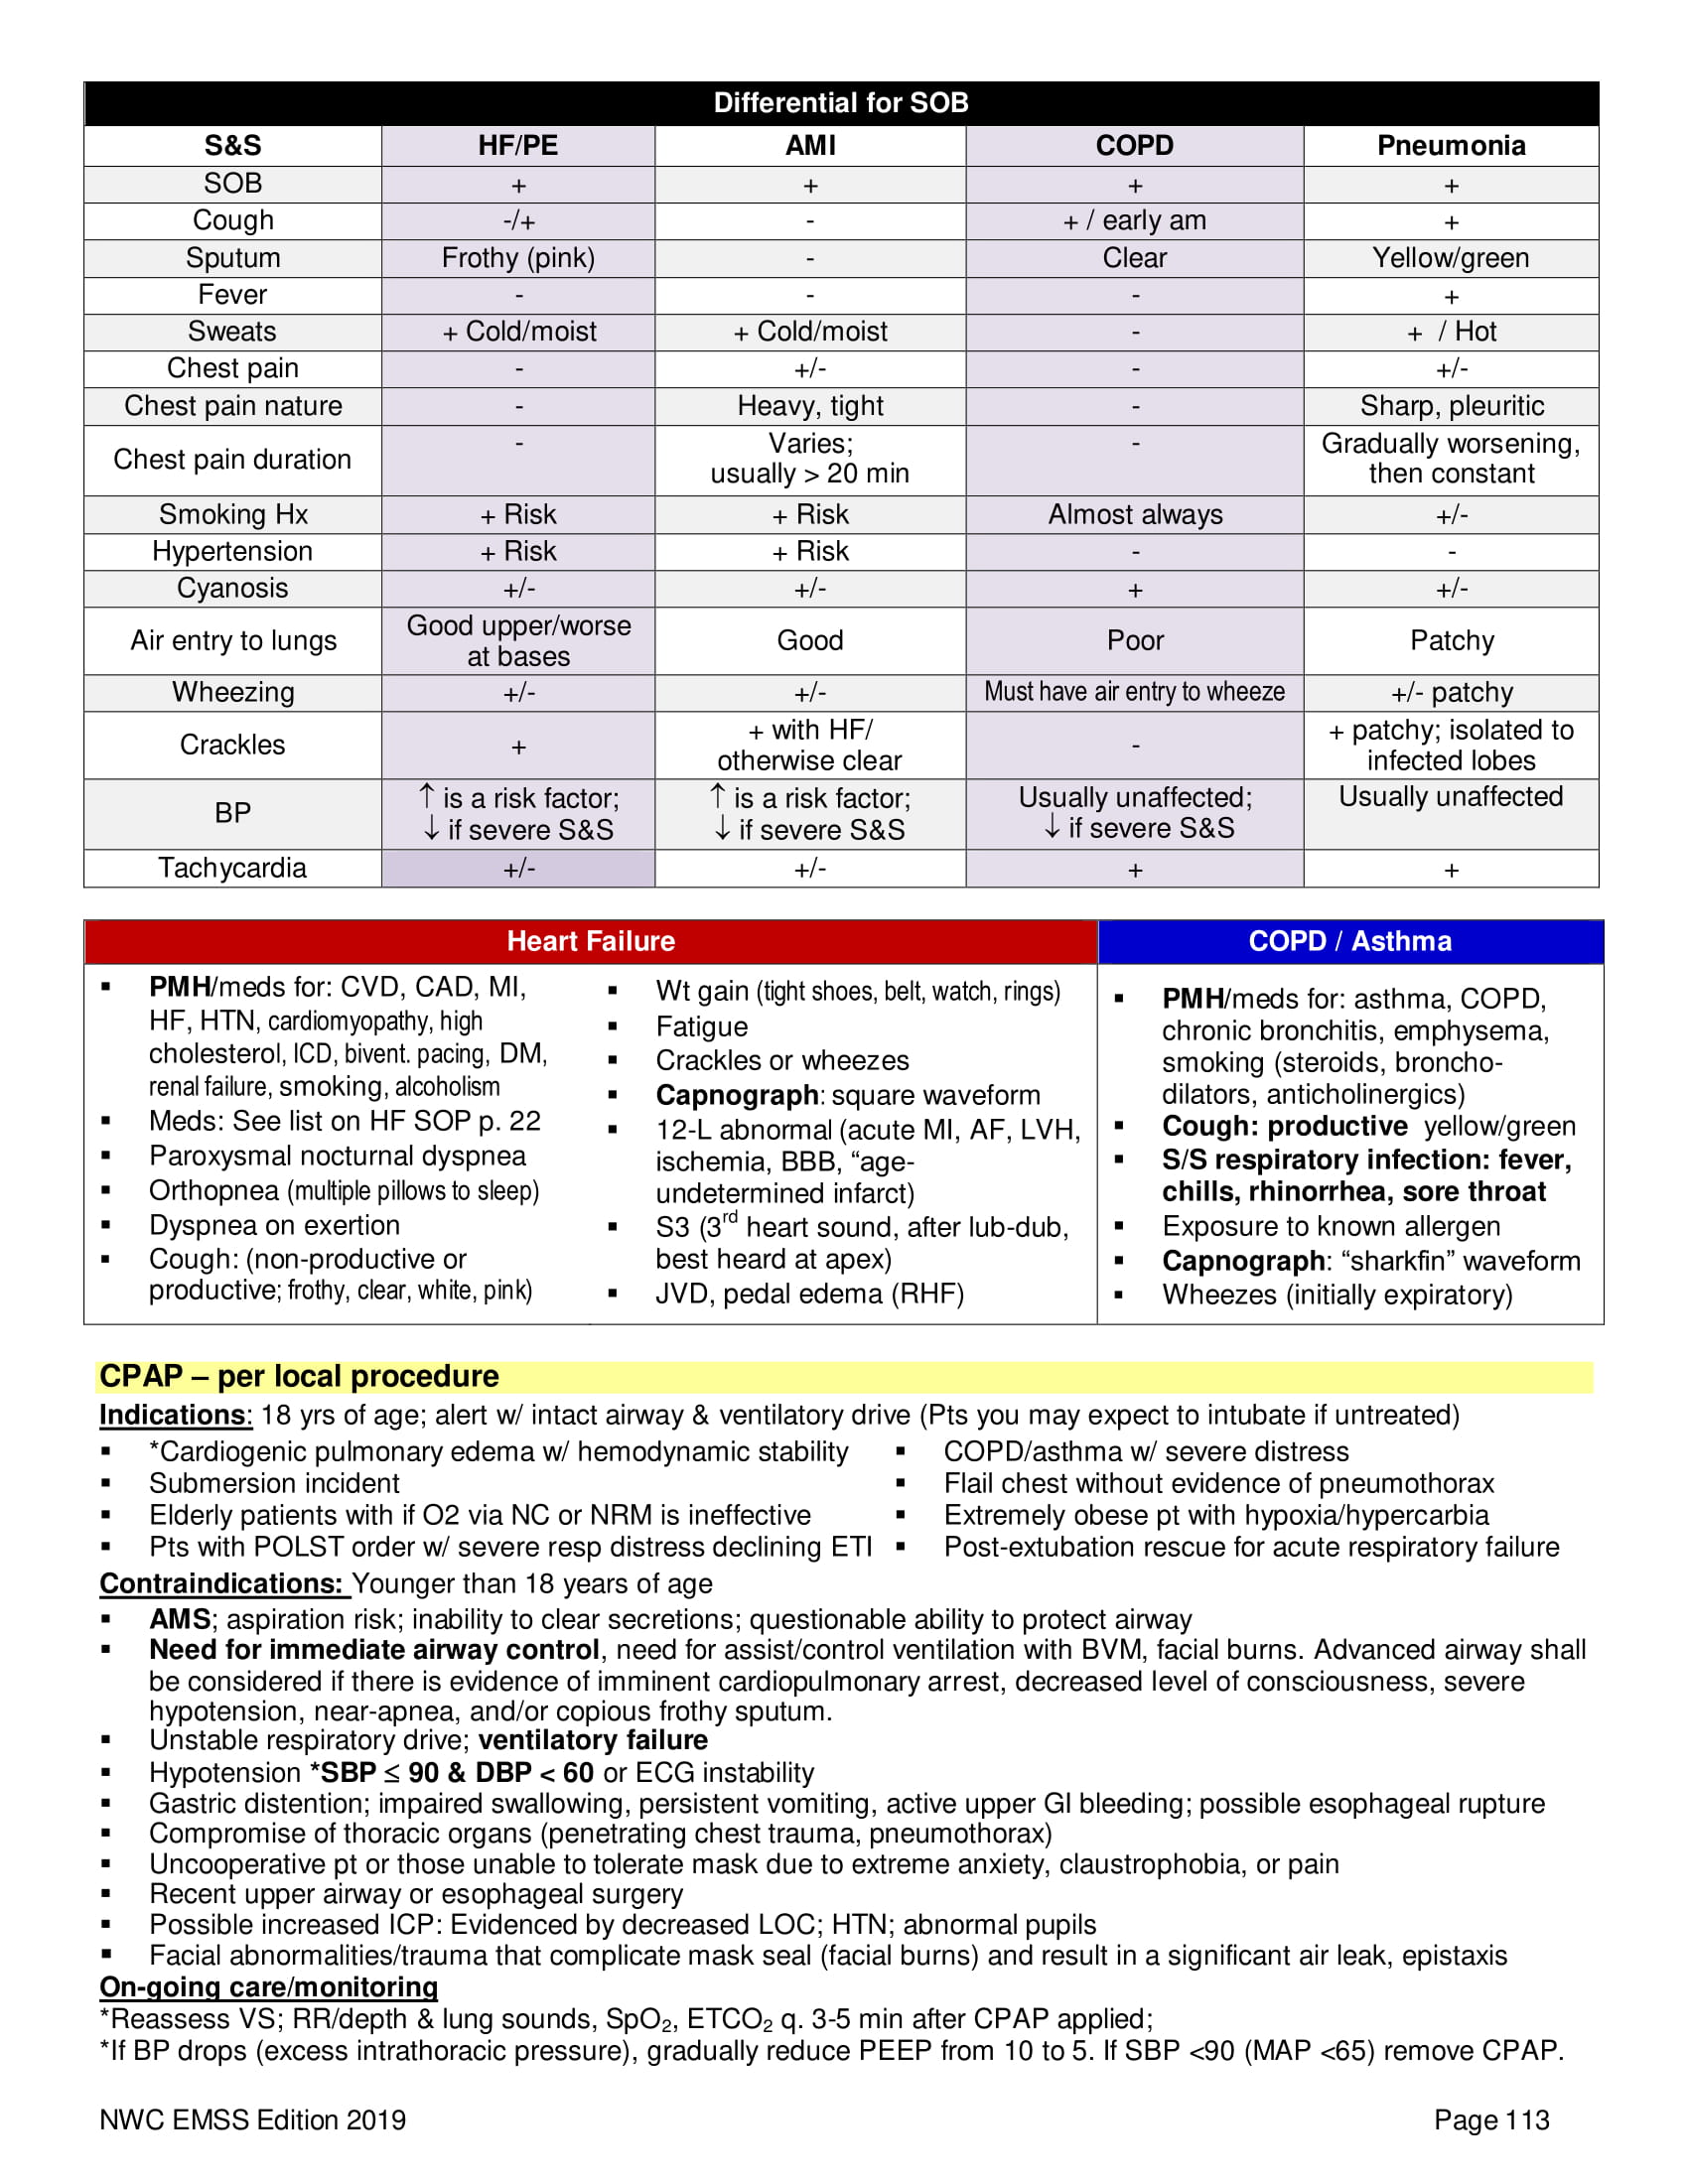 Differential for SOB
S&S HF/PE AMI COPD Pneumonia
SOB + + + +
Cough -/+ - + / early am +
Sputum Frothy (pink) - Clear Yellow/green
Fever - - - +
Sweats + Cold/moist + Cold/moist - + / Hot
Chest pain - +/- - +/-
Chest pain nature - Heavy, tight - Sharp, pleuritic
Chest pain duration - Varies; usually > 20 min - Gradually worsening, then constant
Smoking Hx + Risk + Risk Almost always +/-
Hypertension + Risk + Risk - -
Cyanosis +/- +/- + +/-
Air entry to lungs Good upper/worse at bases Good Poor Patchy
Wheezing +/- +/- Must have air entry to wheeze +/- patchy
Crackles + + with HF/ otherwise clear - + patchy; isolated to infected lobes
BP ↑ is a risk factor; ↓ if severe S&S ↑ is a risk factor; ↓ if severe S&S Usually unaffected; ↓ if severe S&S Usually unaffected
Tachycardia +/- +/- + +
Heart Failure
▪ PMH/meds for: CVD, CAD, MI,
HF, HTN, cardiomyopathy, high
cholesterol, ICD, bivent. pacing, DM,
renal failure, smoking, alcoholism
▪ Meds: See list on HF SOP p. 22
▪ Paroxysmal nocturnal dyspnea
▪ Orthopnea (multiple pillows to sleep)
▪ Dyspnea on exertion
▪ Cough: (non-productive or
productive; frothy, clear, white, pink)
▪ Wt gain (tight shoes, belt, watch, rings)
▪ Fatigue
▪ Crackles or wheezes
▪ Capnograph: square waveform
▪ 12-L abnormal (acute MI, AF, LVH,
ischemia, BBB, “age-
undetermined infarct)
▪ S3 (3rd heart sound, after lub-dub,
best heard at apex)
▪ JVD, pedal edema (RHF)
COPD / Asthma
▪ PMH/meds for: asthma, COPD,
chronic bronchitis, emphysema,
smoking (steroids, broncho-
dilators, anticholinergics)
▪ Cough: productive yellow/green
▪ S/S respiratory infection: fever,
chills, rhinorrhea, sore throat
▪ Exposure to known allergen
▪ Capnograph: “sharkfin” waveform
▪ Wheezes (initially expiratory)
CPAP – per local procedure
Indications: 18 yrs of age; alert w/ intact airway & ventilatory drive (Pts you may expect to intubate if untreated)
▪ *Cardiogenic pulmonary edema w/ hemodynamic stability
▪ Submersion incident
▪ Elderly patients with if O2 via NC or NRM is ineffective
▪ Pts with POLST order w/ severe resp distress declining ETI
▪ COPD/asthma w/ severe distress
▪ Flail chest without evidence of pneumothorax
▪ Extremely obese pt with hypoxia/hypercarbia
▪ Post-extubation rescue for acute respiratory failure
Contraindications: Younger than 18 years of age
▪ AMS; aspiration risk; inability to clear secretions; questionable ability to protect airway
▪ Need for immediate airway control, need for assist/control ventilation with BVM, facial burns. Advanced airway shall
be considered if there is evidence of imminent cardiopulmonary arrest, decreased level of consciousness, severe
hypotension, near-apnea, and/or copious frothy sputum.
▪ Unstable respiratory drive; ventilatory failure
▪ Hypotension *SBP ≤ 90 & DBP < 60 or ECG instability
▪ Gastric distention; impaired swallowing, persistent vomiting, active upper GI bleeding; possible esophageal rupture
▪ Compromise of thoracic organs (penetrating chest trauma, pneumothorax)
▪ Uncooperative pt or those unable to tolerate mask due to extreme anxiety, claustrophobia, or pain
▪ Recent upper airway or esophageal surgery
▪ Possible increased ICP: Evidenced by decreased LOC; HTN; abnormal pupils
▪ Facial abnormalities/trauma that complicate mask seal (facial burns) and result in a significant air leak, epistaxis
On-going care/monitoring
*Reassess VS; RR/depth & lung sounds, SpO2, ETCO2 q. 3-5 min after CPAP applied;
*If BP drops (excess intrathoracic pressure), gradually reduce PEEP from 10 to 5. If SBP <90 (MAP <65) remove CPAP.
NWC EMSS Edition 2019 Page 113